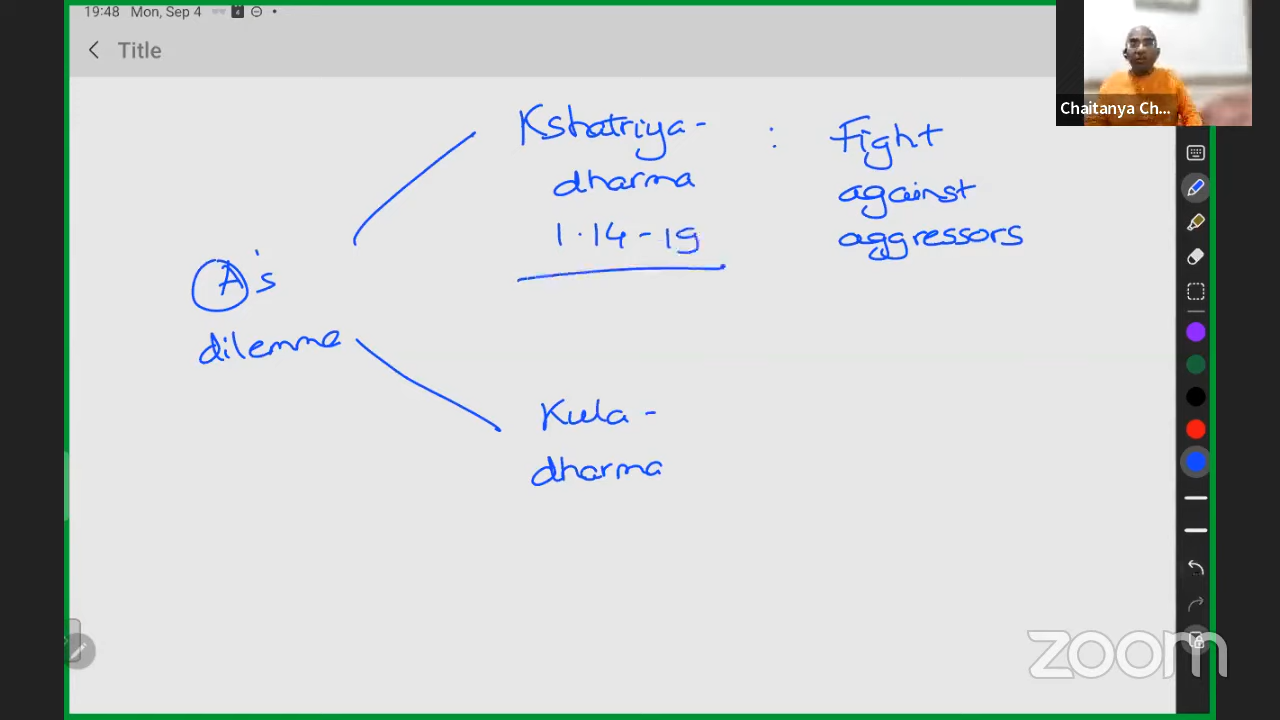 19:48 Mon, Sep 4
Title
Chaitanya Ch...
Kshatriya-
dharma
1.14-19
: Fight
against
aggressors
A's
dilemma
Kula-
dharma
zoom